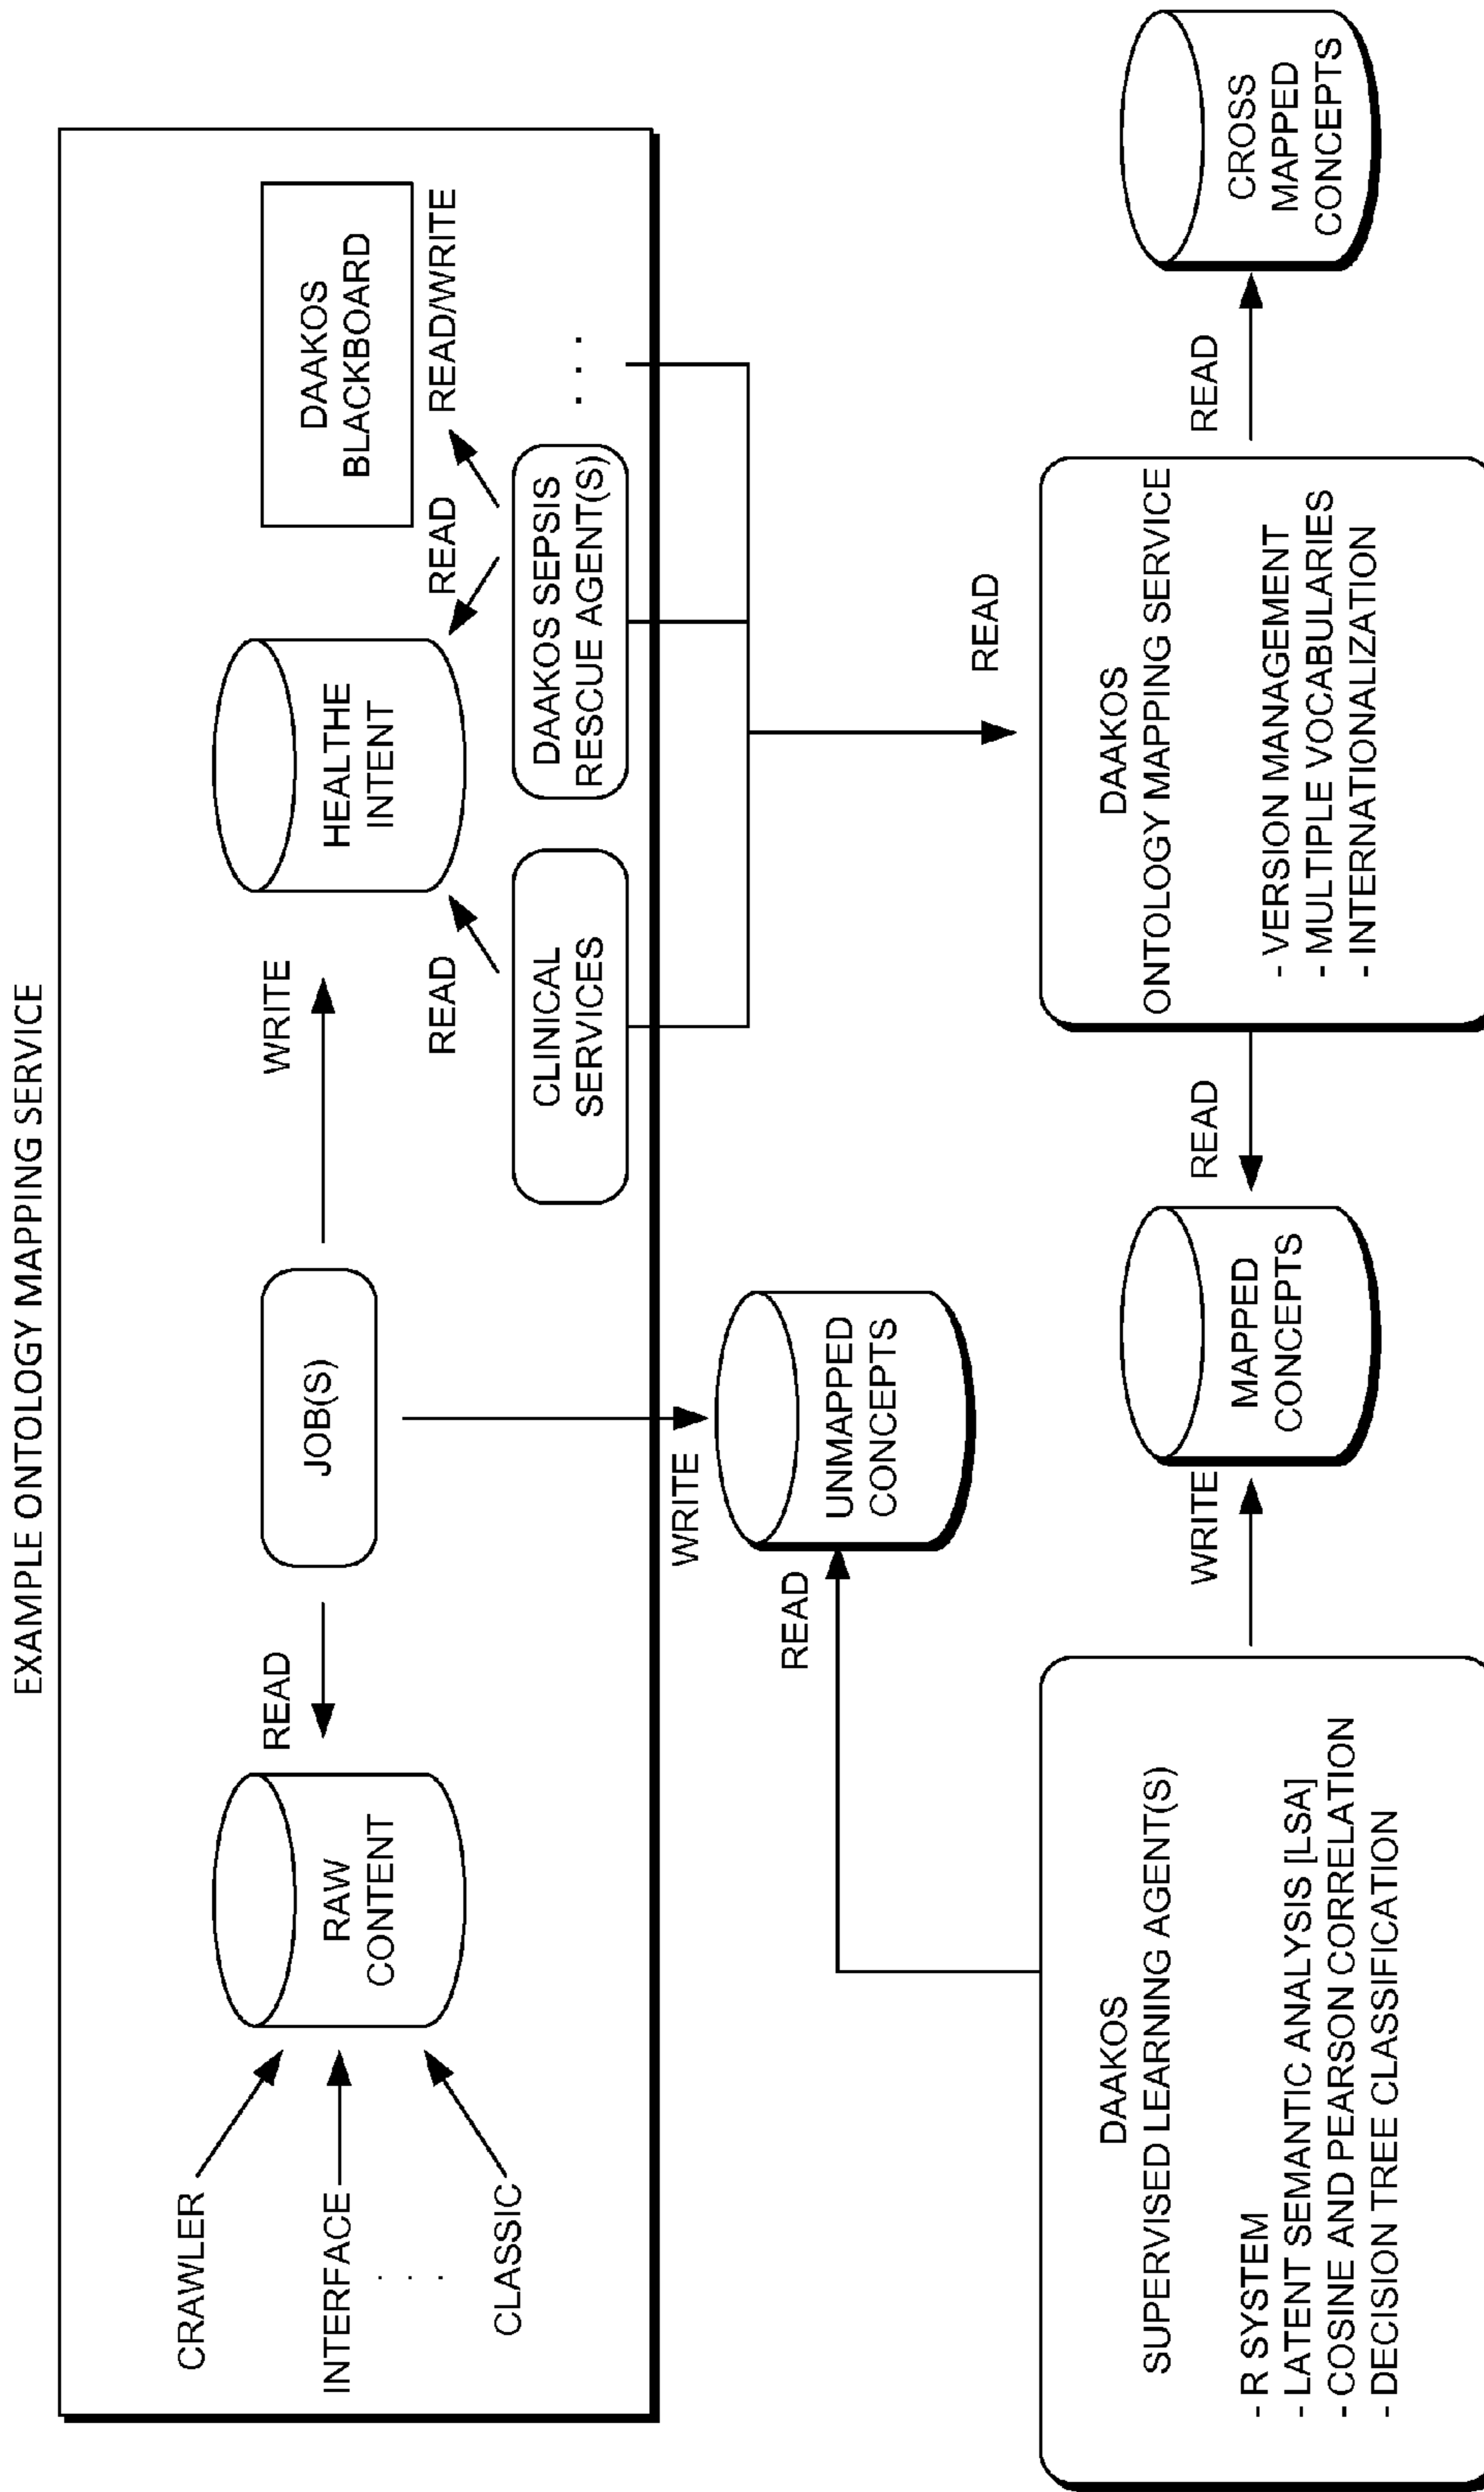 EXAMPLE ONTOLOGY MAPPING SERVICE
CRAWLER
INTERFACE
. . .
CLASSIC
RAW
CONTENT
READ
JOB(S)
WRITE
HEALTHE
INTENT
DAAKOS
BLACKBOARD
READ
READ
READ/WRITE
CLINICAL
SERVICES
DAAKOS SEPSIS
RESCUE AGENT(S)
. . .
WRITE
UNMAPPED
CONCEPTS
READ
READ
DAAKOS
SUPERVISED LEARNING AGENT(S)
- R SYSTEM
- LATENT SEMANTIC ANALYSIS [LSA]
- COSINE AND PEARSON CORRELATION
- DECISION TREE CLASSIFICATION
WRITE
MAPPED
CONCEPTS
READ
DAAKOS
ONTOLOGY MAPPING SERVICE
- VERSION MANAGEMENT
- MULTIPLE VOCABULARIES
- INTERNATIONALIZATION
READ
CROSS
MAPPED
CONCEPTS